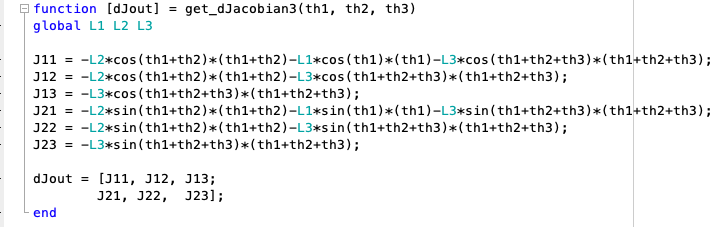 function [dJout] = get_dJacobian3(th1, th2, th3)
global L1 L2 L3
J11 = -L2*cos(th1+th2)*(th1+th2)-L1*cos(th1)*(th1)-L3*cos(th1+th2+th3)*(th1+th2+th3);
J12 = -L2*cos(th1+th2)*(th1+th2)-L3*cos(th1+th2+th3)*(th1+th2+th3);
J13 = -L3*cos(th1+th2+th3)*(th1+th2+th3);
J21 = -L2*sin(th1+th2)*(th1+th2)-L1*sin(th1)*(th1)-L3*sin(th1+th2+th3)*(th1+th2+th3);
J22 = -L2*sin(th1+th2)*(th1+th2)-L3*sin(th1+th2+th3)*(th1+th2+th3);
J23 = -L3*sin(th1+th2+th3)*(th1+th2+th3);
dJout = [J11, J12, J13;
J21, J22,  J23];
end